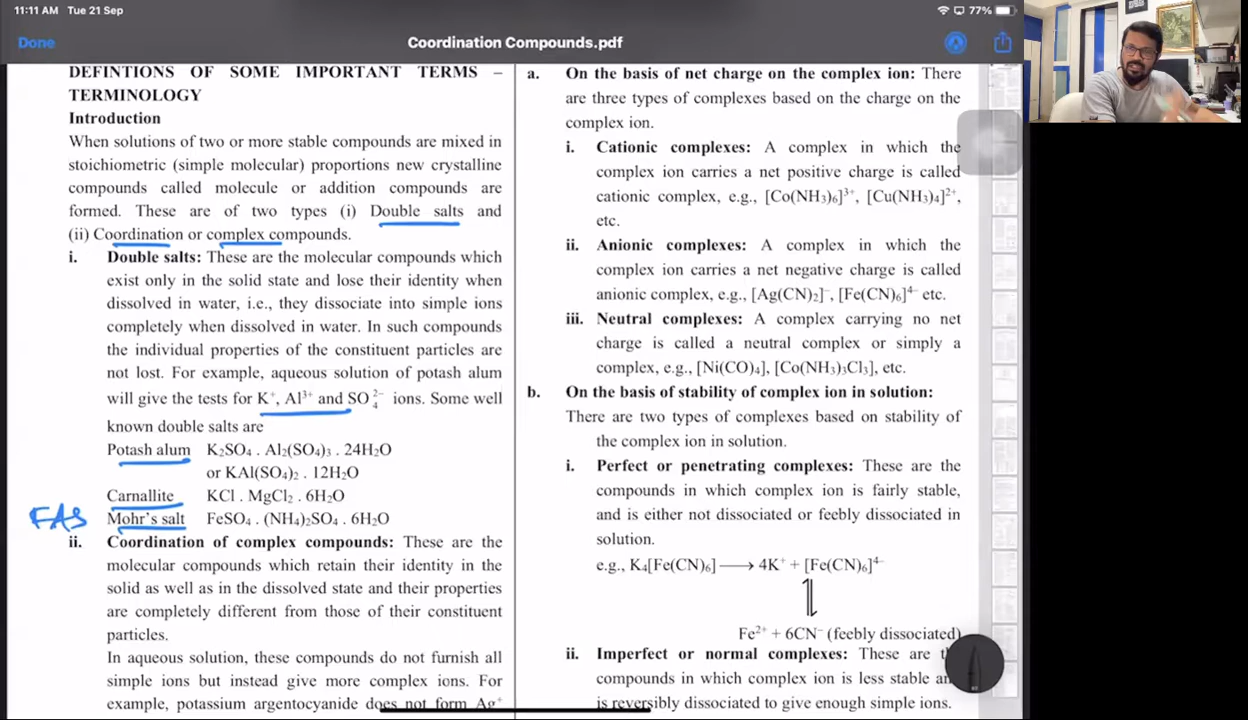 11:11 AM Tue 21 Sep
77%
Done
Coordination Compounds.pdf
DEFINTIONS OF SOME IMPORTANT TERMS –
TERMINOLOGY
Introduction
When solutions of two or more stable compounds are mixed in
stoichiometric (simple molecular) proportions new crystalline
compounds called molecule or addition compounds are
formed. These are of two types (i) Double salts and
(ii) Coordination or complex compounds.
i. Double salts: These are the molecular compounds which
exist only in the solid state and lose their identity when
dissolved in water, i.e., they dissociate into simple ions
completely when dissolved in water. In such compounds
the individual properties of the constituent particles are
not lost. For example, aqueous solution of potash alum
will give the tests for K⁺, Al³⁺ and SO₄²⁻ ions. Some well
known double salts are
Potash alum K₂SO₄ . Al₂(SO₄)₃ . 24H₂O
or KAl(SO₄)₂ . 12H₂O
Carnallite KCl . MgCl₂ . 6H₂O
FAS Mohr's salt FeSO₄ . (NH₄)₂SO₄ . 6H₂O
ii. Coordination of complex compounds: These are the
molecular compounds which retain their identity in the
solid as well as in the dissolved state and their properties
are completely different from those of their constituent
particles.
In aqueous solution, these compounds do not furnish all
simple ions but instead give more complex ions. For
example, potassium argentocyanide does not form Ag⁺
a. On the basis of net charge on the complex ion: There
are three types of complexes based on the charge on the
complex ion.
i. Cationic complexes: A complex in which the
complex ion carries a net positive charge is called
cationic complex, e.g., [Co(NH₃)₆]³⁺, [Cu(NH₃)₄]²⁺,
etc.
ii. Anionic complexes: A complex in which the
complex ion carries a net negative charge is called
anionic complex, e.g., [Ag(CN)₂]⁻, [Fe(CN)₆]⁴⁻ etc.
iii. Neutral complexes: A complex carrying no net
charge is called a neutral complex or simply a
complex, e.g., [Ni(CO)₄], [Co(NH₃)₃Cl₃], etc.
b. On the basis of stability of complex ion in solution:
There are two types of complexes based on stability of
the complex ion in solution.
i. Perfect or penetrating complexes: These are the
compounds in which complex ion is fairly stable,
and is either not dissociated or feebly dissociated in
solution.
e.g., K₄[Fe(CN)₆] ⟶ 4K⁺ + [Fe(CN)₆]⁴⁻
⇌
Fe²⁺ + 6CN⁻ (feebly dissociated)
ii. Imperfect or normal complexes: These are
compounds in which complex ion is less stable
is reversibly dissociated to give enough simple ions.